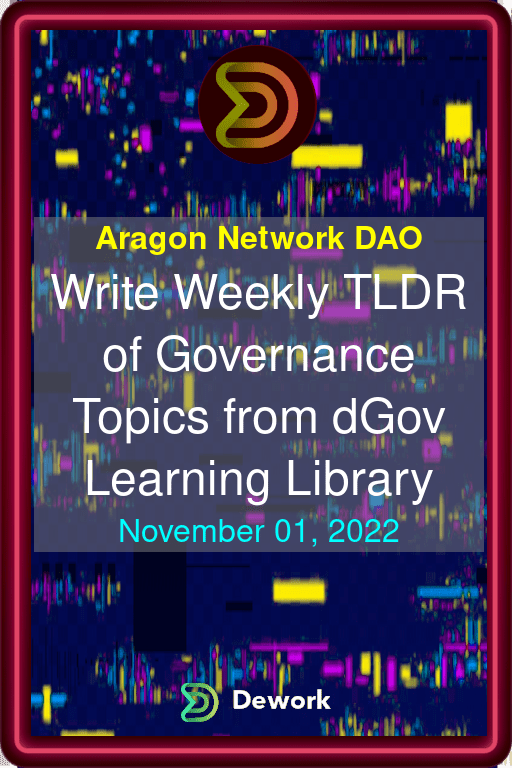 Aragon Network DAO
Write Weekly TLDR
of Governance
Topics from dGov
Learning Library
November 01, 2022
Dework